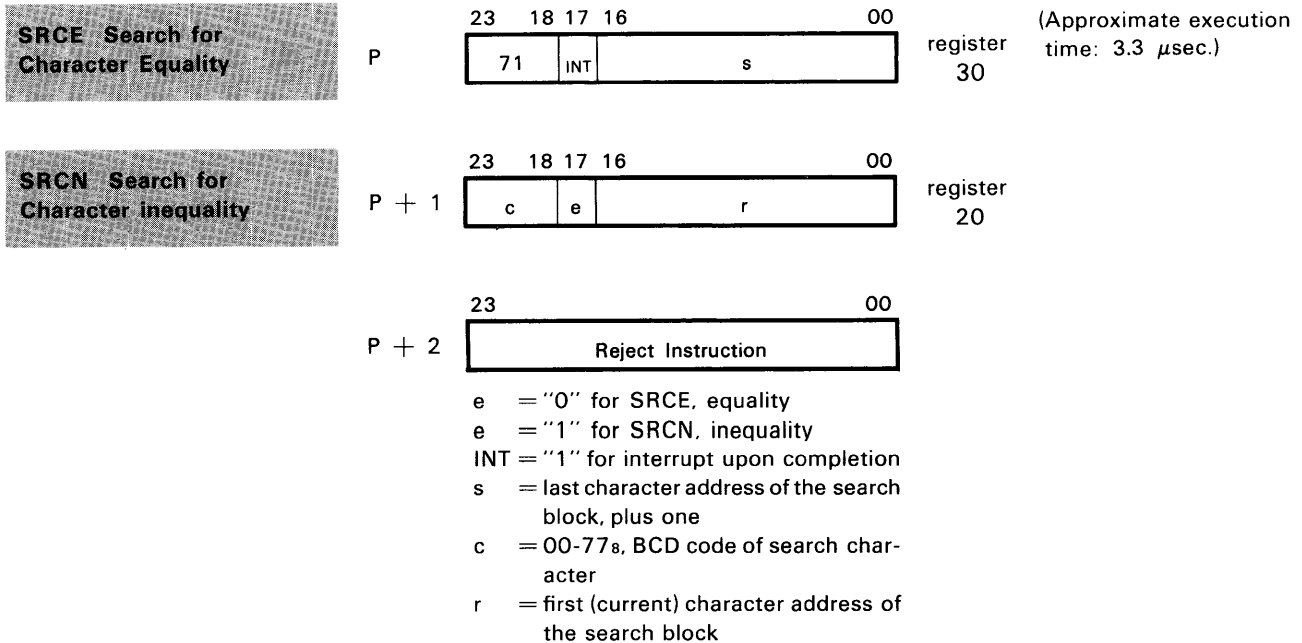 SRCE Search for
Character Equality
P
23 18 17 16 00
71 INT s
register
30
(Approximate execution
time: 3.3 μsec.)
SRCN Search for
Character inequality
P + 1
23 18 17 16 00
c e r
register
20
P + 2
23 00
Reject Instruction
e = "0" for SRCE, equality
e = "1" for SRCN, inequality
INT = "1" for interrupt upon completion
s = last character address of the search
block, plus one
c = 00-77₈, BCD code of search char-
acter
r = first (current) character address of
the search block